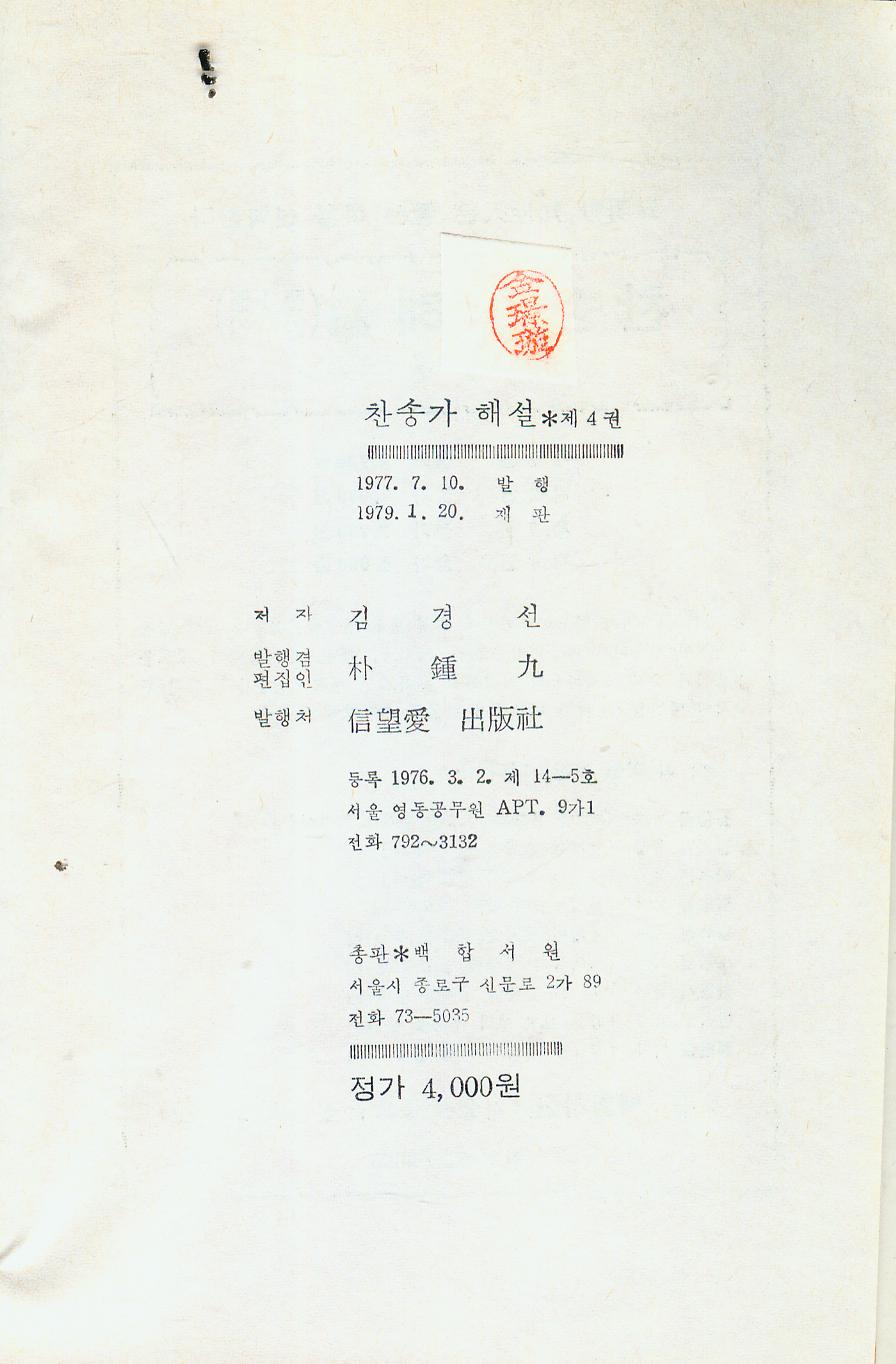 찬송가 해설*제 4 권
1977. 7. 10. 발 행
1979. 1. 20. 재 판
저 자 김 경 선
발행겸
편집인 朴 鍾 九
발행처 信望愛 出版社
등록 1976. 3. 2. 제 14—5호
서울 영동공무원 APT. 9가1
전화 792~3132
총판*백 합 서 원
서울시 종로구 신문로 2가 89
전화 73—5035
정가 4,000원